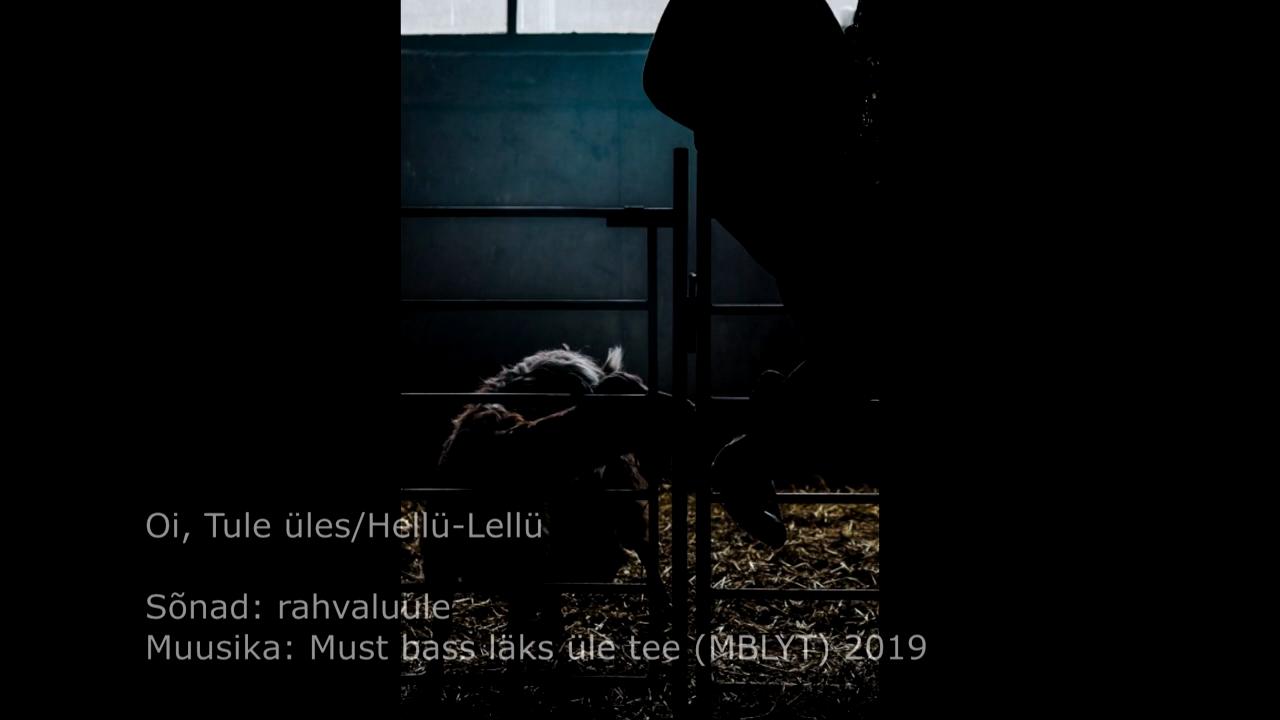 Oi, Tule üles/Hellü-Lellü
Sõnad: rahvaluule
Muusika: Must bass läks üle tee (MBLYT) 2019